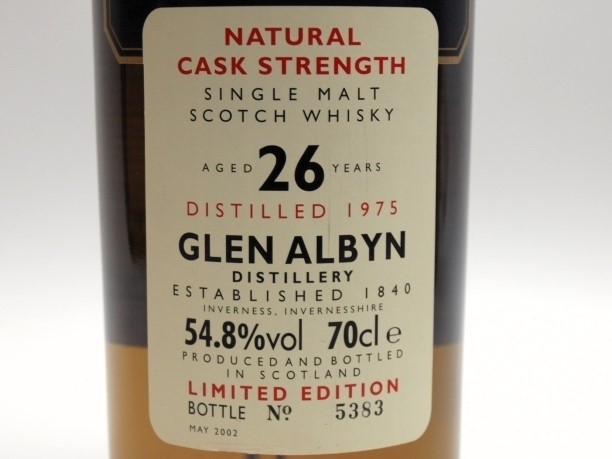 NATURAL
CASK STRENGTH
SINGLE MALT
SCOTCH WHISKY
AGED 26 YEARS
DISTILLED 1975
GLEN ALBYN
DISTILLERY
ESTABLISHED 1840
INVERNESS, INVERNESSHIRE
54.8%vol 70cl e
PRODUCED AND BOTTLED
IN SCOTLAND
LIMITED EDITION
BOTTLE Nº 5383
MAY 2002